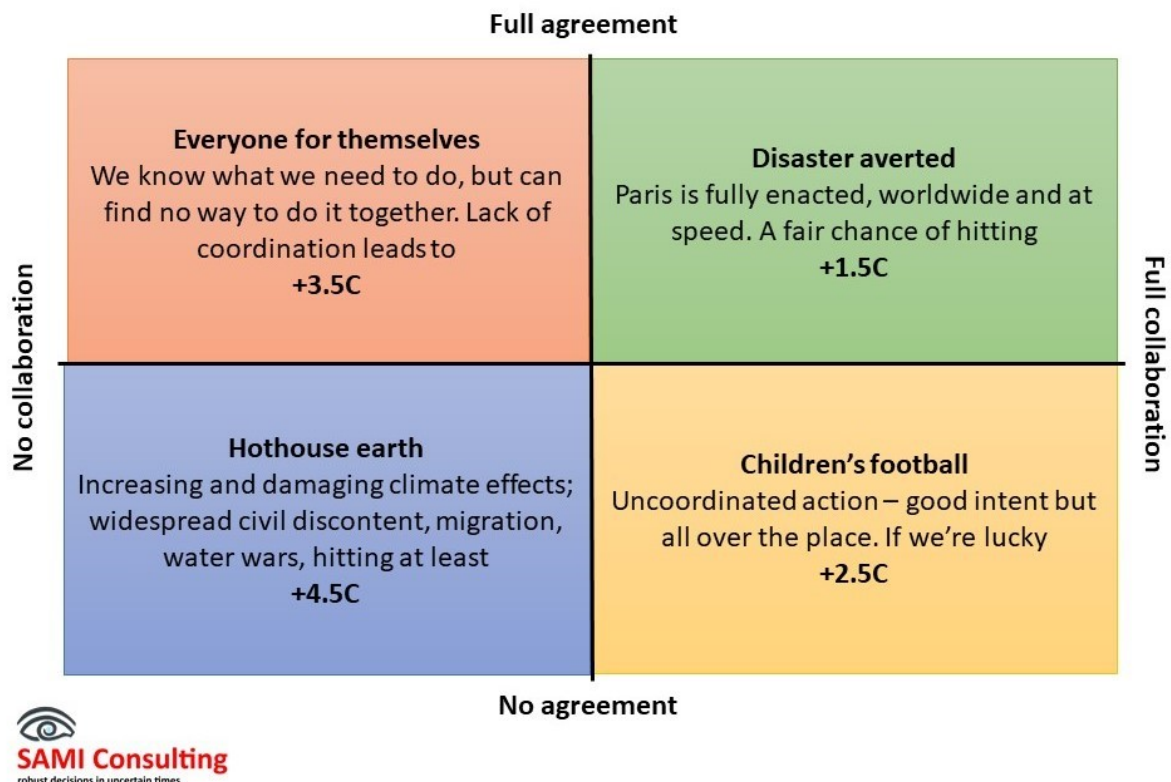 Full agreement
Everyone for themselves
We know what we need to do, but can
find no way to do it together. Lack of
coordination leads to
+3.5C
Disaster averted
Paris is fully enacted, worldwide and at
speed. A fair chance of hitting
+1.5C
No collaboration
Full collaboration
Hothouse earth
Increasing and damaging climate effects;
widespread civil discontent, migration,
water wars, hitting at least
+4.5C
Children’s football
Uncoordinated action – good intent but
all over the place. If we’re lucky
+2.5C
No agreement
SAMI Consulting
robust decisions in uncertain times